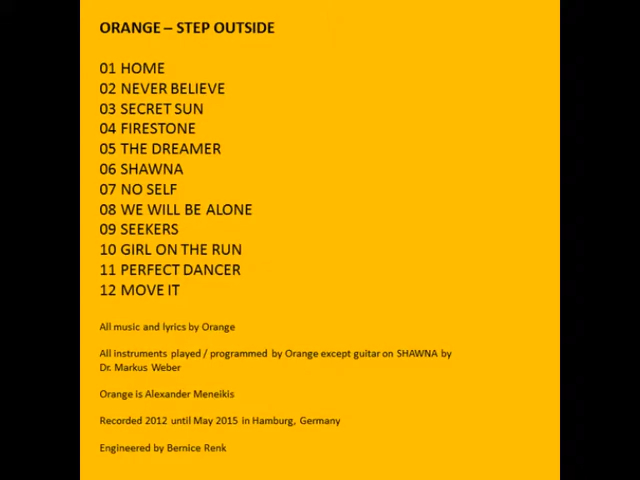 ORANGE – STEP OUTSIDE
01 HOME
02 NEVER BELIEVE
03 SECRET SUN
04 FIRESTONE
05 THE DREAMER
06 SHAWNA
07 NO SELF
08 WE WILL BE ALONE
09 SEEKERS
10 GIRL ON THE RUN
11 PERFECT DANCER
12 MOVE IT
All music and lyrics by Orange
All instruments played / programmed by Orange except guitar on SHAWNA by
Dr. Markus Weber
Orange is Alexander Meneikis
Recorded 2012 until May 2015 in Hamburg, Germany
Engineered by Bernice Renk